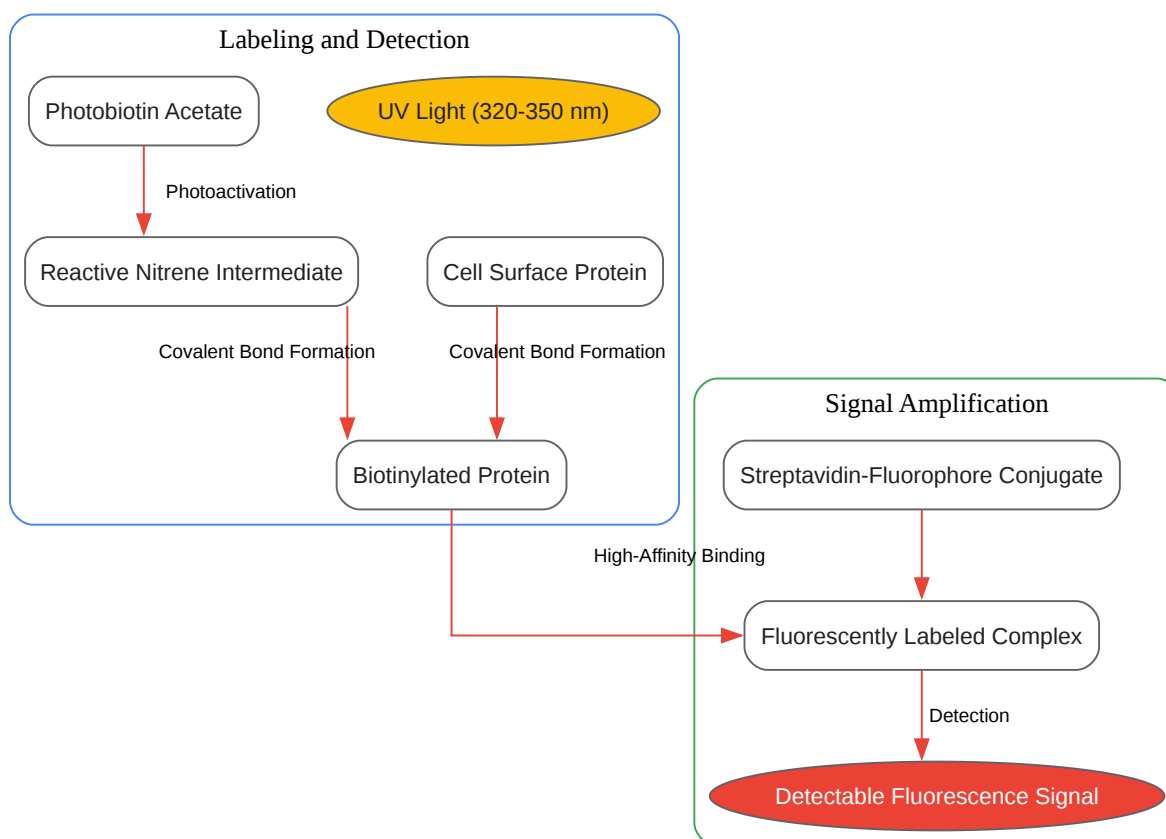 Labeling and Detection
Photobiotin Acetate
UV Light (320-350 nm)
Photoactivation
Reactive Nitrene Intermediate
Cell Surface Protein
Covalent Bond Formation
Covalent Bond Formation
Biotinylated Protein
Signal Amplification
Streptavidin-Fluorophore Conjugate
High-Affinity Binding
Fluorescently Labeled Complex
Detection
Detectable Fluorescence Signal